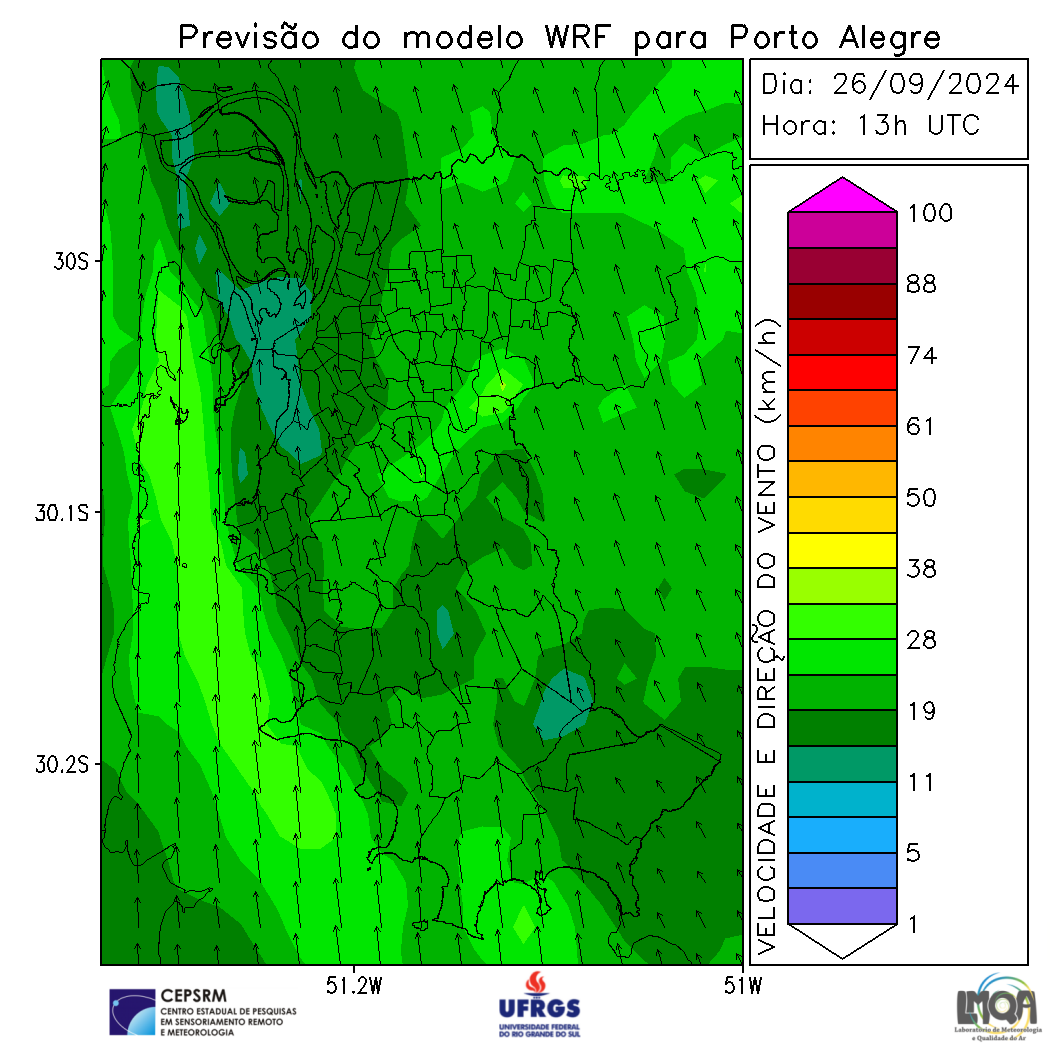 Previsão do modelo WRF para Porto Alegre
Dia: 26/09/2024
Hora: 13h UTC
30S
30.1S
30.2S
51.2W
51W
VELOCIDADE E DIREÇÃO DO VENTO (km/h)
100
88
74
61
50
38
28
19
11
5
1
CEPSRM
CENTRO ESTADUAL DE PESQUISAS
EM SENSORIAMENTO REMOTO
E METEOROLOGIA
UFRGS
UNIVERSIDADE FEDERAL
DO RIO GRANDE DO SUL
LMQA
Laboratório de Meteorologia
e Qualidade do Ar